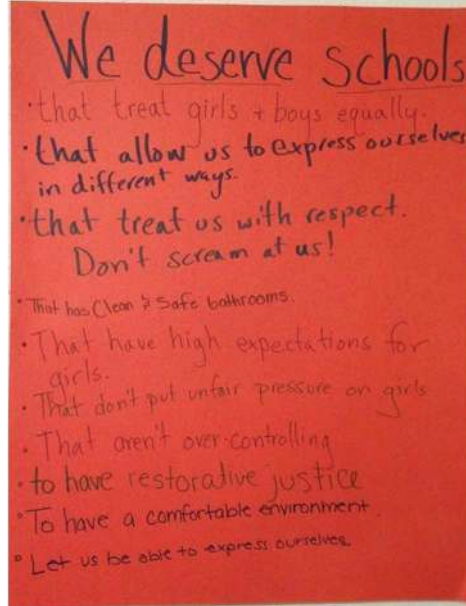 We deserve schools
• that treat girls + boys equally.
• that allow us to express ourselves
in different ways.
• that treat us with respect.
Don't scream at us!
• That has Clean & Safe bathrooms.
• That have high expectations for
girls.
• That don't put unfair pressure on girls
• That aren't over-controlling
• to have restorative justice
• To have a comfortable environment.
• Let us be able to express ourselves.